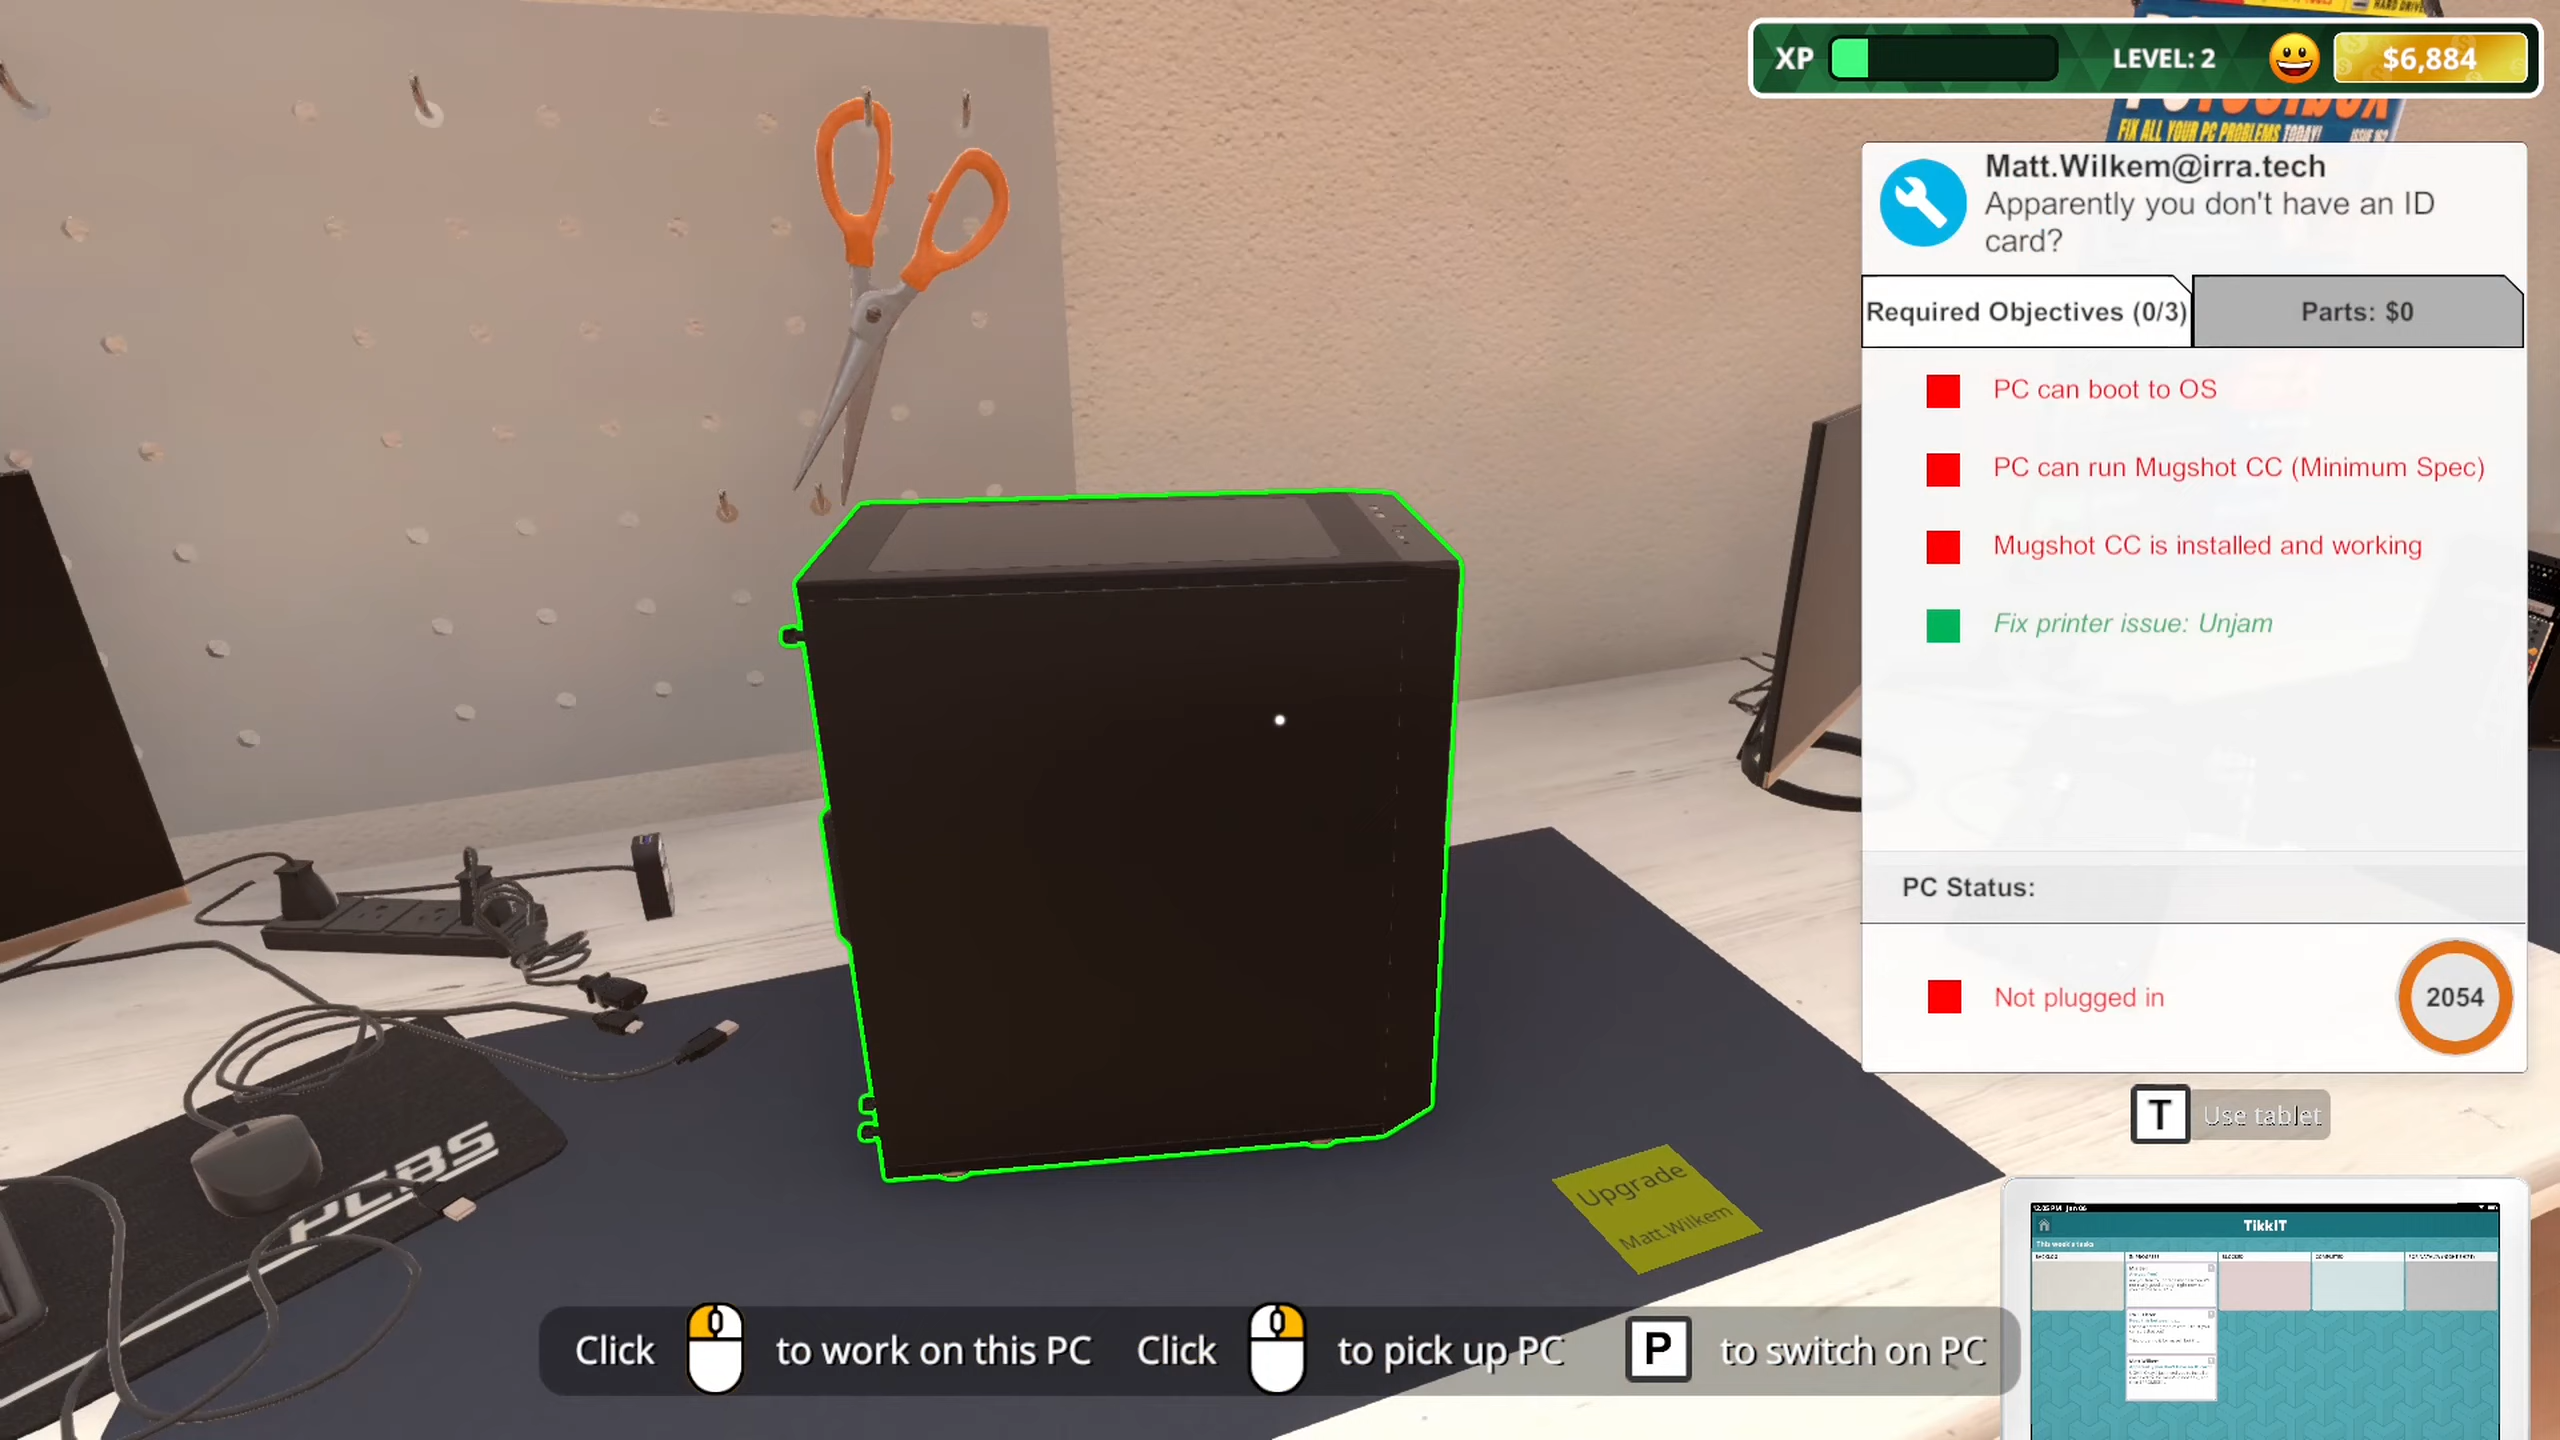 XP
LEVEL: 2
$6,884
FIX ALL YOUR PC PROBLEMS TODAY!
Matt.Wilkem@irra.tech
Apparently you don't have an ID
card?
Required Objectives (0/3)
Parts: $0
PC can boot to OS
PC can run Mugshot CC (Minimum Spec)
Mugshot CC is installed and working
Fix printer issue: Unjam
PC Status:
Not plugged in
2054
T Use tablet
PCBS
Upgrade
Matt.Wilkem
TikkIT
This week's tasks
Click to work on this PC Click to pick up PC P to switch on PC